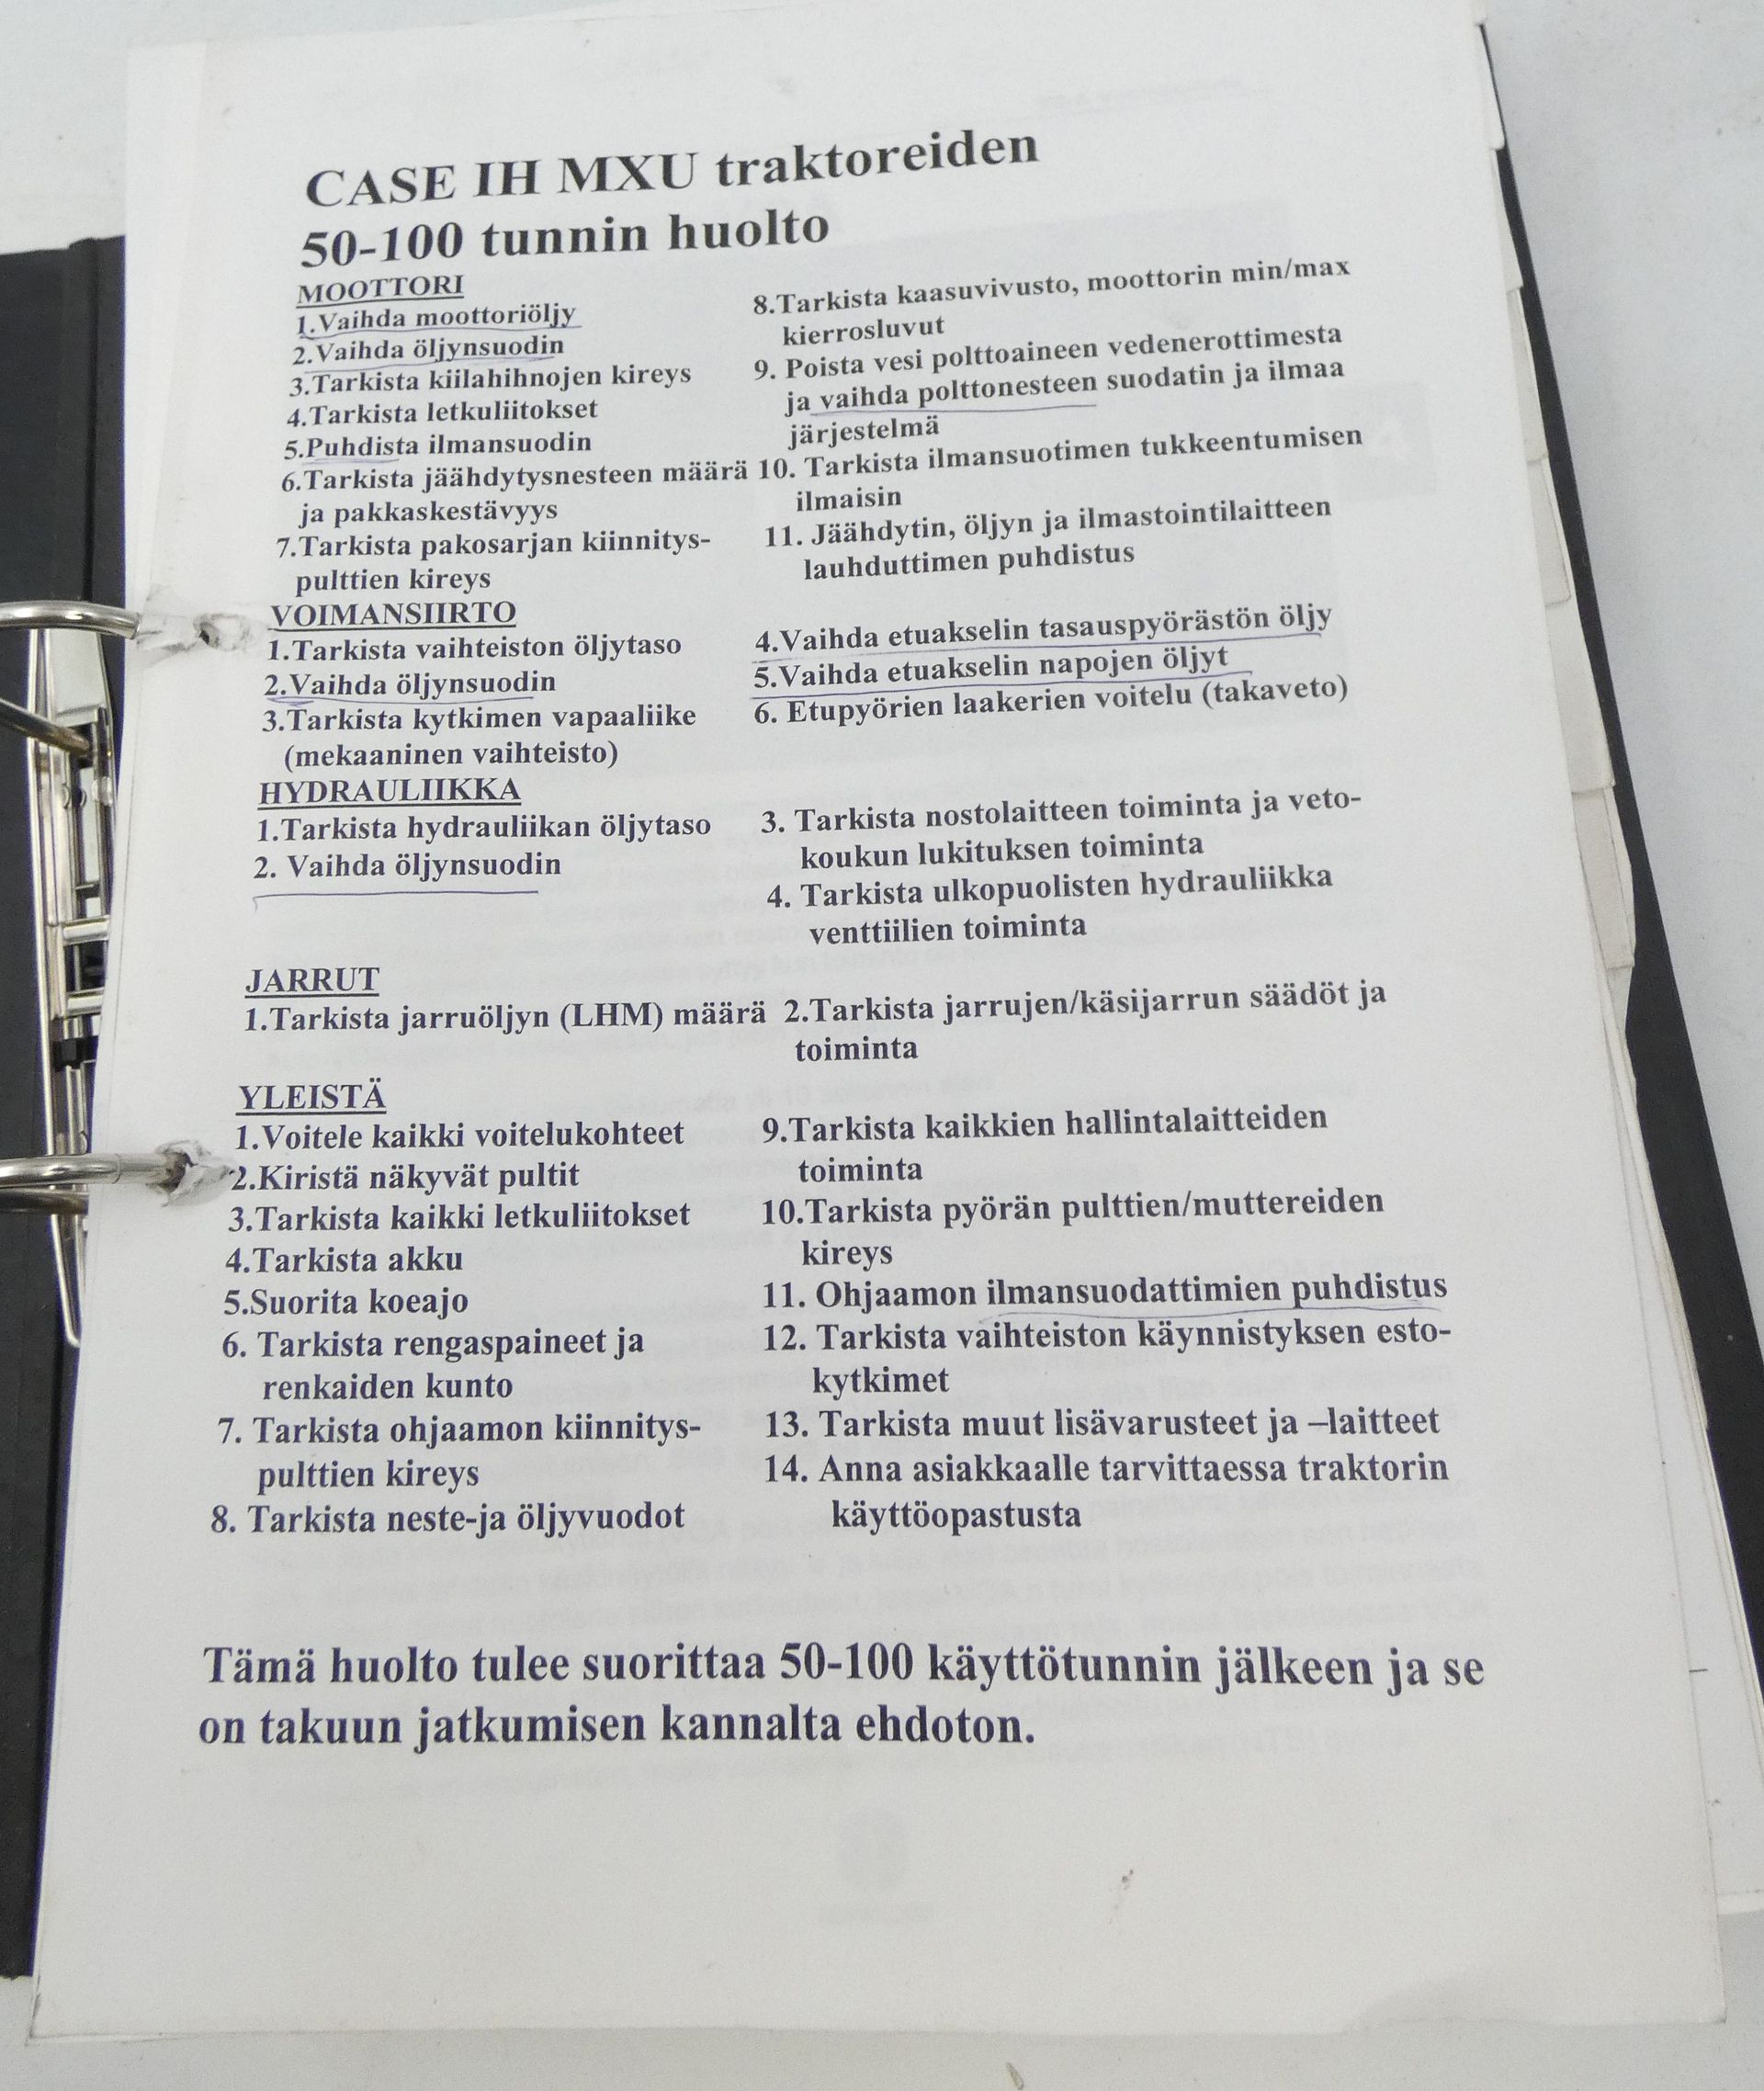 CASE IH MXU traktoreiden
50-100 tunnin huolto
MOOTTORI
1.Vaihda moottoriöljy
2.Vaihda öljynsuodin
3.Tarkista kiilahihnojen kireys
4.Tarkista letkuliitokset
5.Puhdista ilmansuodin
6.Tarkista jäähdytysnesteen määrä
ja pakkaskestävyys
7.Tarkista pakosarjan kiinnitys-
pulttien kireys
8.Tarkista kaasuvivusto, moottorin min/max
kierrosluvut
9. Poista vesi polttoaineen vedenerottimesta
ja vaihda polttonesteen suodatin ja ilmaa
järjestelmä
10. Tarkista ilmansuotimen tukkeentumisen
ilmaisin
11. Jäähdytin, öljyn ja ilmastointilaitteen
lauhduttimen puhdistus
VOIMANSIIRTO
1.Tarkista vaihteiston öljytaso
2.Vaihda öljynsuodin
3.Tarkista kytkimen vapaaliike
(mekaaninen vaihteisto)
4.Vaihda etuakselin tasauspyörästön öljy
5.Vaihda etuakselin napojen öljyt
6. Etupyörien laakerien voitelu (takaveto)
HYDRAULIIKKA
1.Tarkista hydrauliikan öljytaso
2. Vaihda öljynsuodin
3. Tarkista nostolaitteen toiminta ja veto-
koukun lukituksen toiminta
4. Tarkista ulkopuolisten hydrauliikka
venttiilien toiminta
JARRUT
1.Tarkista jarruöljyn (LHM) määrä
2.Tarkista jarrujen/käsijarrun säädöt ja
toiminta
YLEISTÄ
1.Voitele kaikki voitelukohteet
2.Kiristä näkyvät pultit
3.Tarkista kaikki letkuliitokset
4.Tarkista akku
5.Suorita koeajo
6. Tarkista rengaspaineet ja
renkaiden kunto
7. Tarkista ohjaamon kiinnitys-
pulttien kireys
8. Tarkista neste-ja öljyvuodot
9.Tarkista kaikkien hallintalaitteiden
toiminta
10.Tarkista pyörän pulttien/muttereiden
kireys
11. Ohjaamon ilmansuodattimien puhdistus
12. Tarkista vaihteiston käynnistyksen esto-
kytkimet
13. Tarkista muut lisävarusteet ja –laitteet
14. Anna asiakkaalle tarvittaessa traktorin
käyttöopastusta
Tämä huolto tulee suorittaa 50-100 käyttötunnin jälkeen ja se
on takuun jatkumisen kannalta ehdoton.